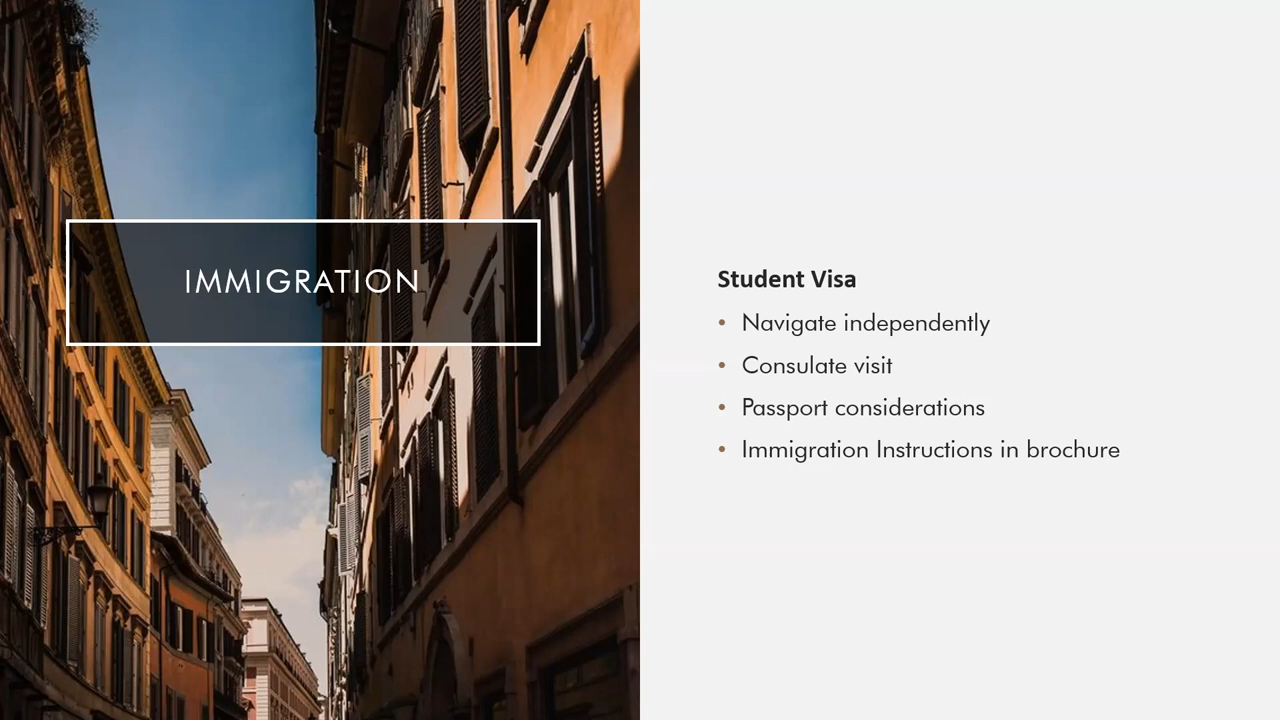 IMMIGRATION
Student Visa
• Navigate independently
• Consulate visit
• Passport considerations
• Immigration Instructions in brochure